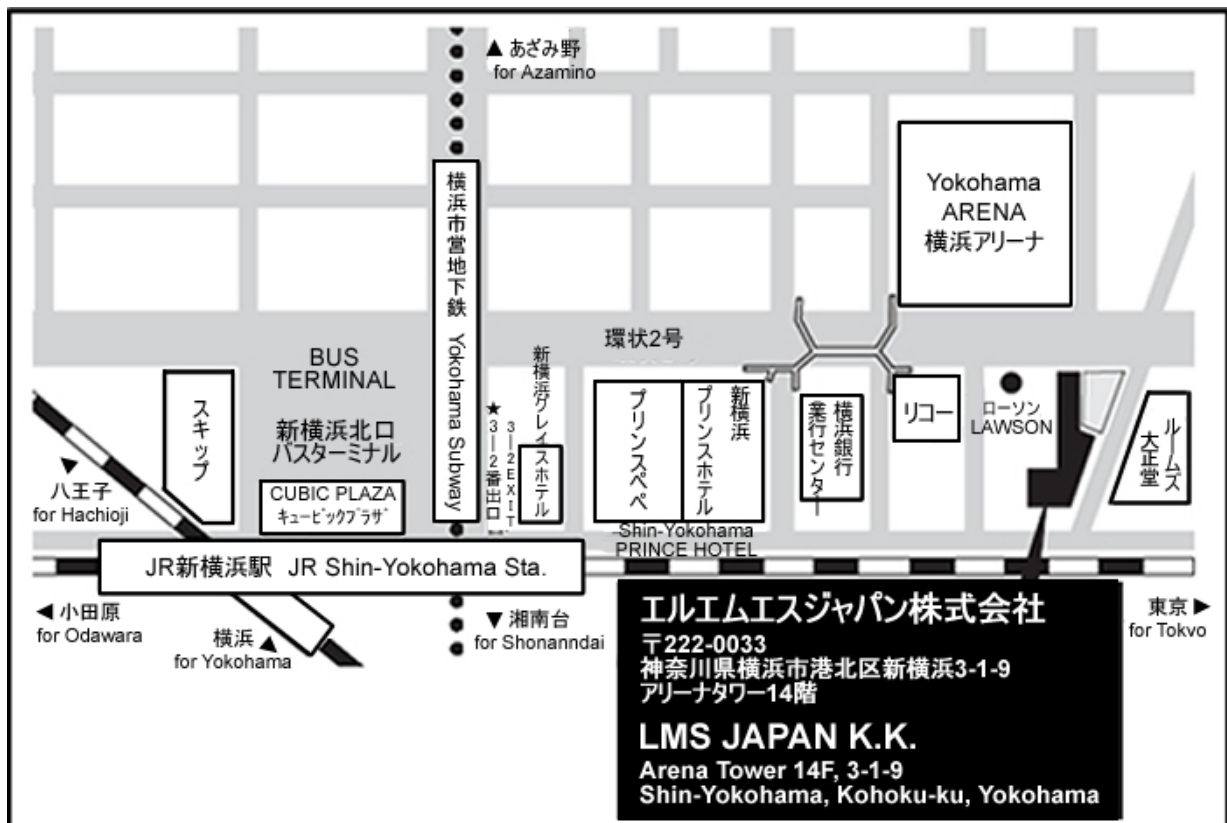 ▲ あざみ野
for Azamino
Yokohama
ARENA
横浜アリーナ
横浜市営地下鉄 Yokohama Subway
環状2号
BUS
TERMINAL
新横浜北口
バスターミナル
スキップ
CUBIC PLAZA
キュービックプラザ
★3―2番出口
3―2EXIT
新横浜グレイスホテル
プリンスペペ
新横浜
プリンスホテル
Shin-Yokohama
PRINCE HOTEL
横浜銀行
業行センター
リコー
ローソン
LAWSON
ルームズ
大正堂
八王子
for Hachioji
JR新横浜駅 JR Shin-Yokohama Sta.
◀ 小田原
for Odawara
横浜
for Yokohama
▼ 湘南台
for Shonanndai
東京 ▶
for Tokvo
エルエムエスジャパン株式会社
〒222-0033
神奈川県横浜市港北区新横浜3-1-9
アリーナタワー14階
LMS JAPAN K.K.
Arena Tower 14F, 3-1-9
Shin-Yokohama, Kohoku-ku, Yokohama